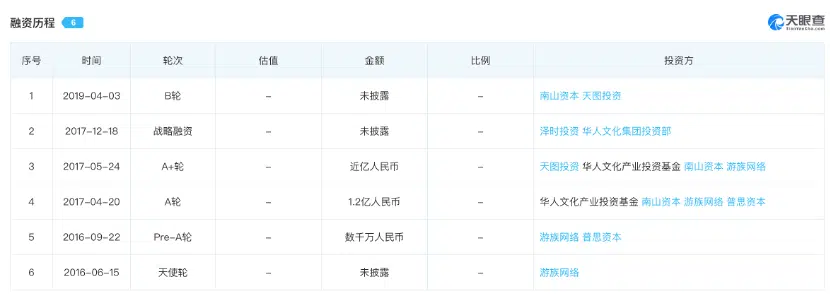 融资历程 6
天眼查
TianYanCha.com
序号 时间 轮次 估值 金额 比例 投资方
1 2019-04-03 B轮 - 未披露 - 南山资本 天图投资
2 2017-12-18 战略融资 - 未披露 - 泽时投资 华人文化集团投资部
3 2017-05-24 A+轮 - 近亿人民币 - 天图投资 华人文化产业投资基金 南山资本 游族网络
4 2017-04-20 A轮 - 1.2亿人民币 - 华人文化产业投资基金 南山资本 游族网络 普思资本
5 2016-09-22 Pre-A轮 - 数千万人民币 - 游族网络 普思资本
6 2016-06-15 天使轮 - 未披露 - 游族网络